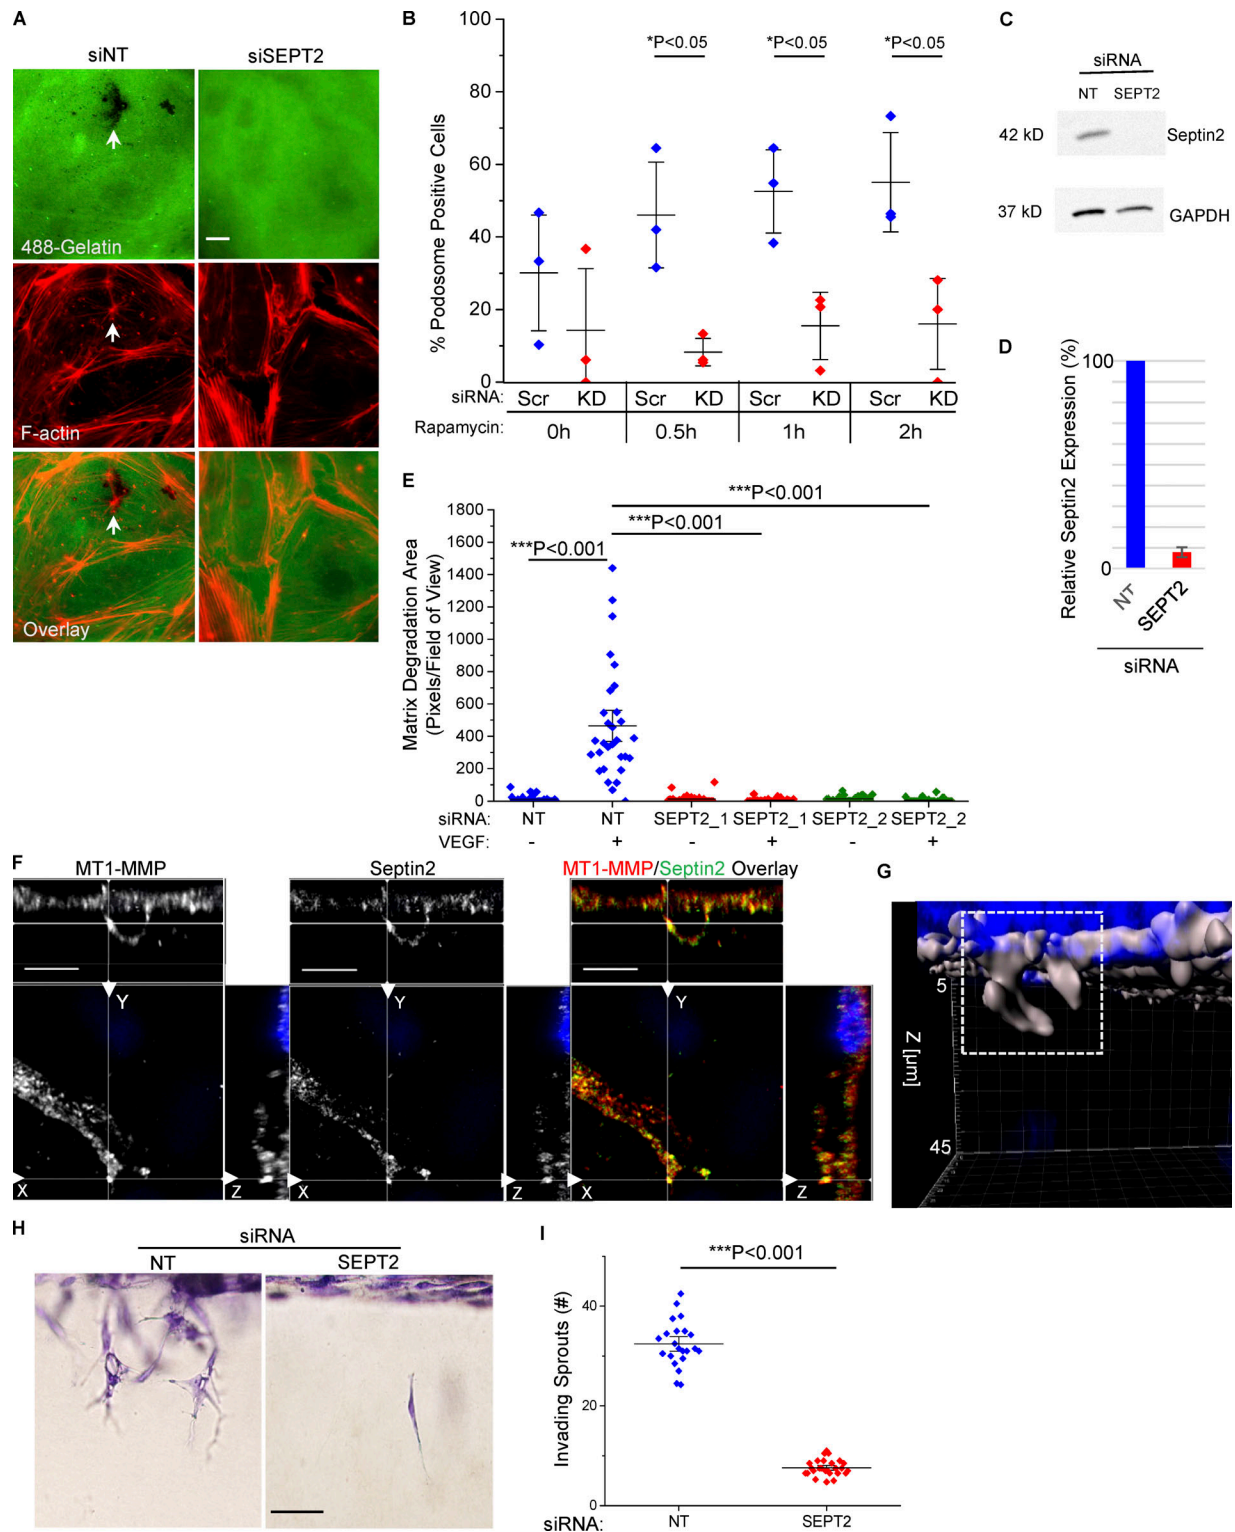 A
siNT siSEPT2
488-Gelatin
F-actin
Overlay
B
% Podosome Positive Cells
100
80
60
40
20
0
*P<0.05 *P<0.05 *P<0.05
siRNA: Scr KD Scr KD Scr KD Scr KD
Rapamycin: 0h 0.5h 1h 2h
C
siRNA
NT SEPT2
42 kD Septin2
37 kD GAPDH
D
Relative Septin2 Expression (%)
100
0
NT SEPT2
siRNA
E
Matrix Degradation Area
(Pixels/Field of View)
1800
1600
1400
1200
1000
800
600
400
200
0
***P<0.001
***P<0.001
***P<0.001
siRNA: NT NT SEPT2_1 SEPT2_1 SEPT2_2 SEPT2_2
VEGF: - + - + - +
F
MT1-MMP Septin2 MT1-MMP/Septin2 Overlay
Y Y Y
X Z X Z X Z
G
5
Z [µm]
45
H
siRNA
NT SEPT2
I
***P<0.001
Invading Sprouts (#)
40
20
0
siRNA: NT SEPT2